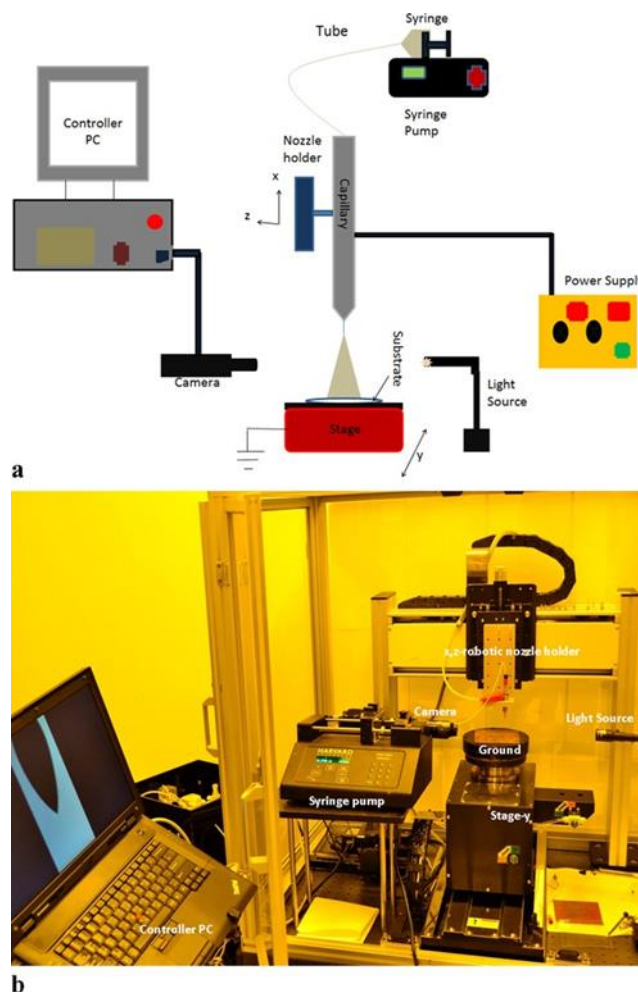 Syringe
Tube
Controller
PC
Syringe
Pump
Nozzle
holder
x
z
Capillary
Power Suppl
Camera
Substrate
Light
Source
Stage
y
a
x,z-robotic nozzle holder
Camera
Light Source
HARVARD
Ground
Syringe pump
Stage-y
Controller PC
b